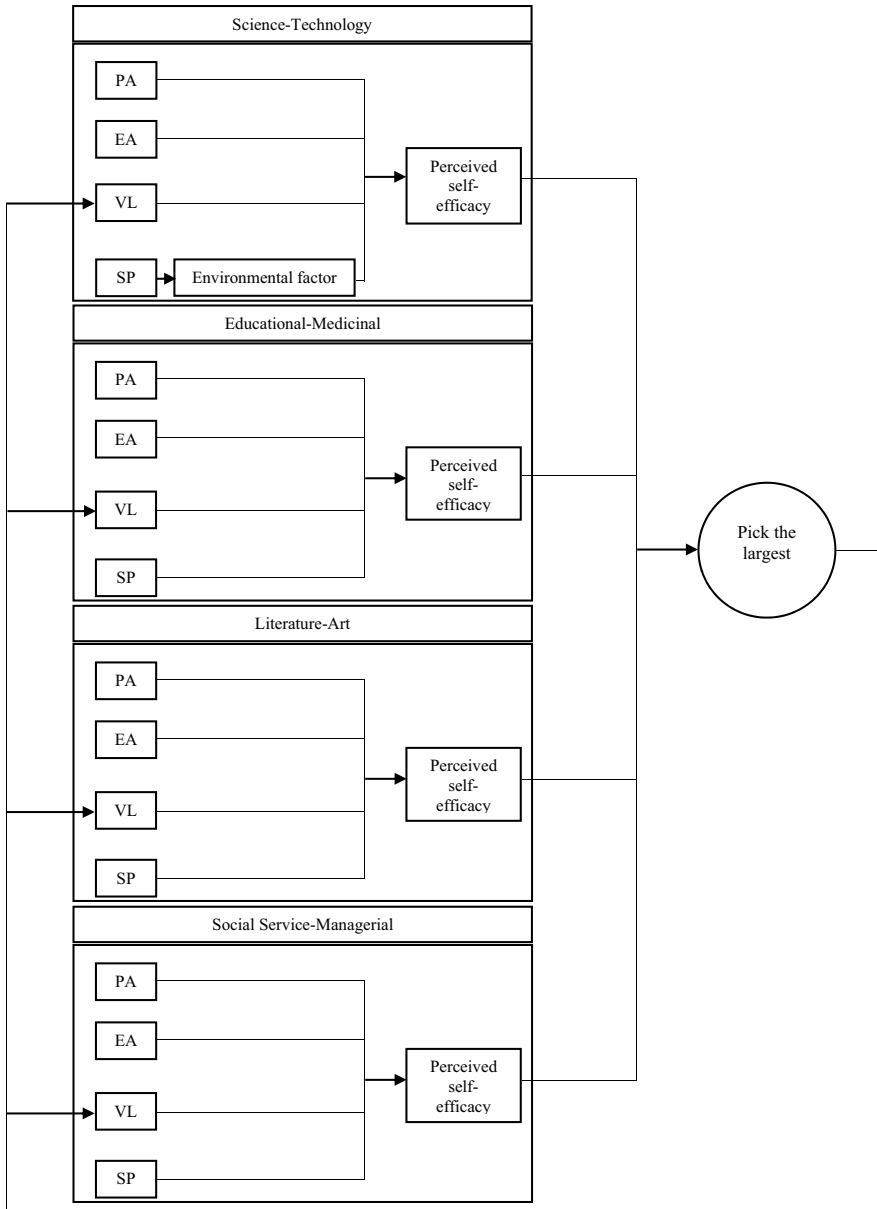 Science-Technology
PA
EA
VL
SP
Environmental factor
Perceived
self-
efficacy
Educational-Medicinal
PA
EA
VL
SP
Perceived
self-
efficacy
Literature-Art
PA
EA
VL
SP
Perceived
self-
efficacy
Social Service-Managerial
PA
EA
VL
SP
Perceived
self-
efficacy
Pick the
largest